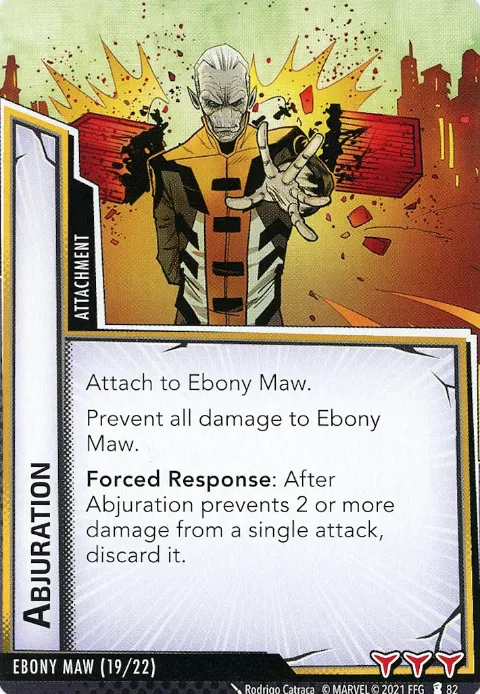 ATTACHMENT
Attach to Ebony Maw.
Prevent all damage to Ebony
Maw.
Forced Response: After
Abjuration prevents 2 or more
damage from a single attack,
discard it.
ABJURATION
EBONY MAW (19/22)
Rodrigo Catraca © MARVEL © 2021 FFG 82